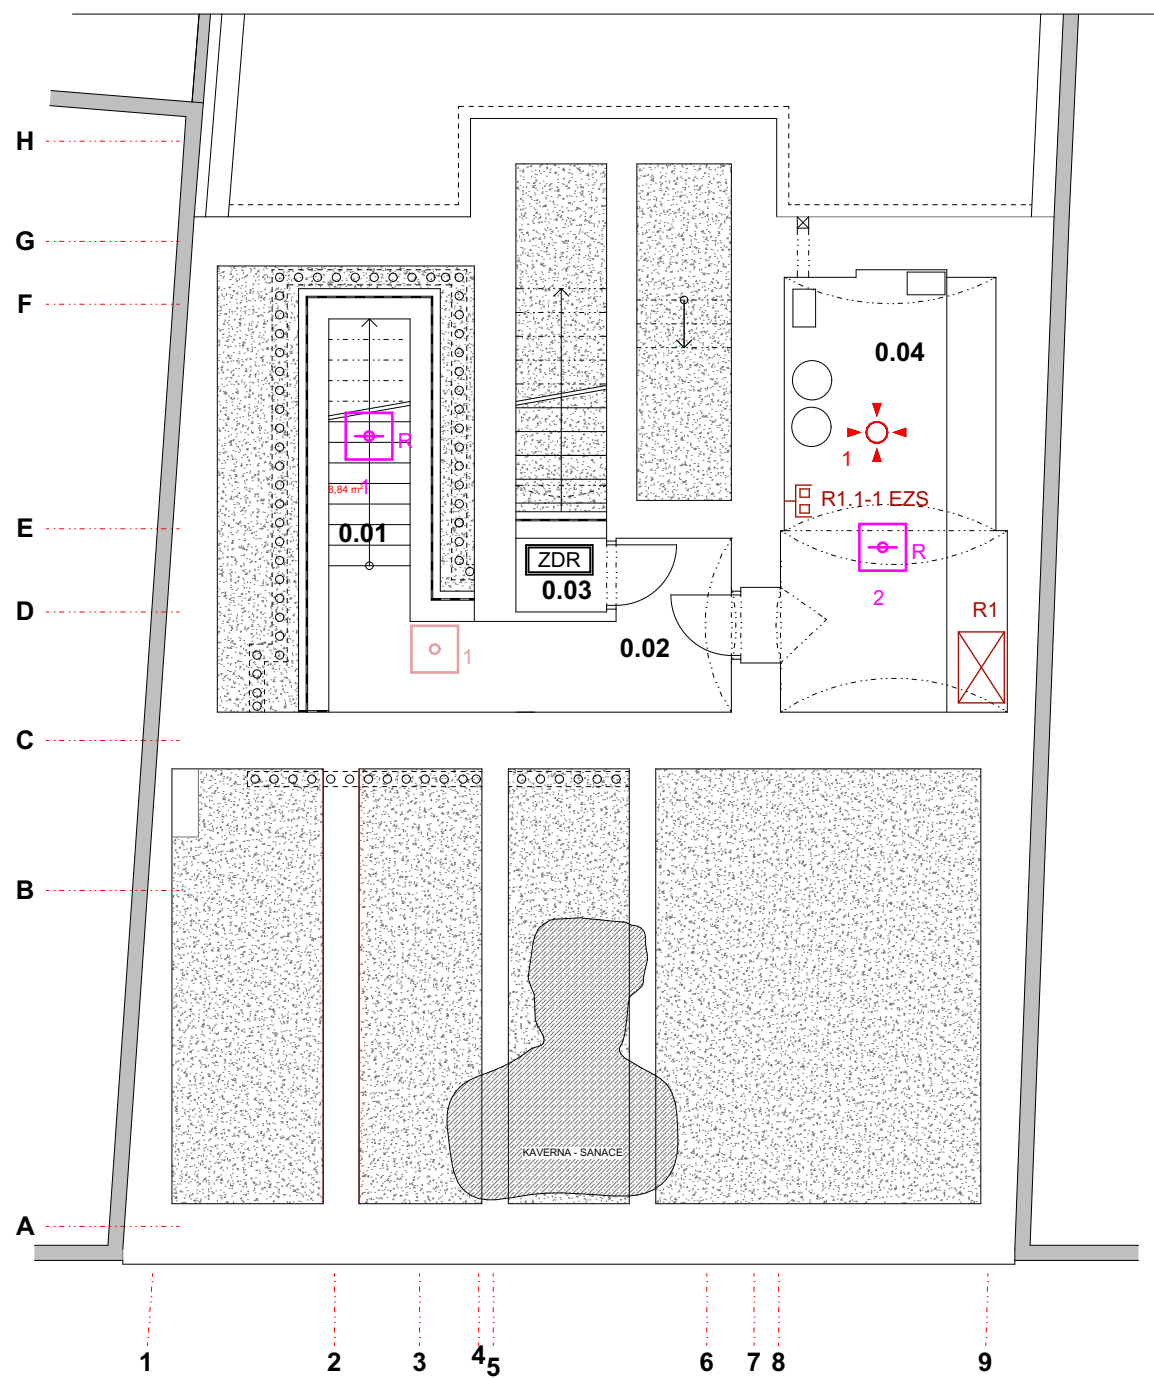 H
G
F
0.04
R
1
8,84 m²
1
R1.1-1 EZS
E
0.01
R
ZDR
0.03
2
D
R1
0.02
1
C
B
KAVERNA - SANACE
A
1 2 3 4 5 6 7 8 9